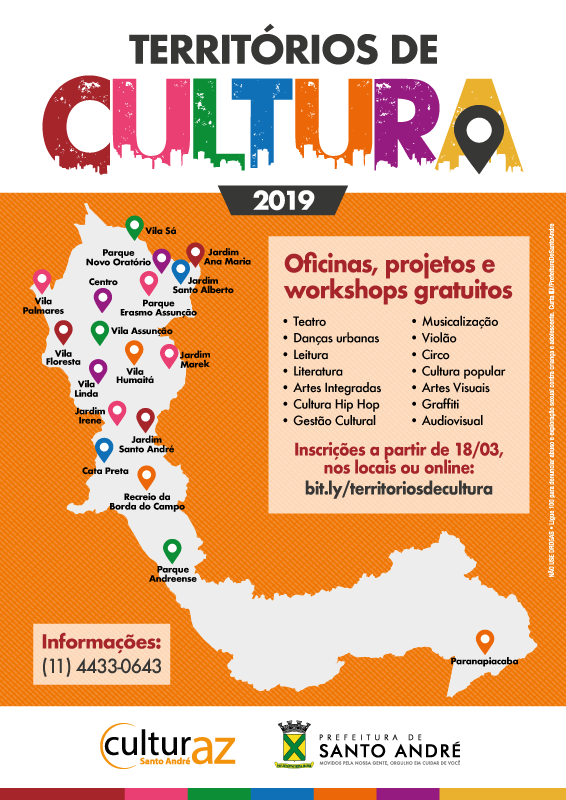 TERRITÓRIOS DE
CULTURA
2019
Vila Sá
Parque
Novo Oratório
Jardim
Ana Maria
Centro
Jardim
Santo Alberto
Vila
Palmares
Parque
Erasmo Assunção
Vila Assunção
Vila
Floresta
Vila
Humaitá
Jardim
Marek
Vila
Linda
Jardim
Irene
Jardim
Santo André
Cata Preta
Recreio da
Borda do Campo
Parque
Andreense
Paranapiacaba
Oficinas, projetos e
workshops gratuitos
• Teatro
• Danças urbanas
• Leitura
• Literatura
• Artes Integradas
• Cultura Hip Hop
• Gestão Cultural
• Musicalização
• Violão
• Circo
• Cultura popular
• Artes Visuais
• Graffiti
• Audiovisual
Inscrições a partir de 18/03,
nos locais ou online:
bit.ly/territoriosdecultura
Informações:
(11) 4433-0643
NÃO USE DROGAS • Ligue 100 para denunciar abuso e exploração sexual contra criança e adolescente. Curta /PrefeituraDeSantoAndre
culturaz
Santo André
PREFEITURA DE
SANTO ANDRÉ
MOVIDOS PELA NOSSA GENTE, ORGULHO EM CUIDAR DE VOCÊ